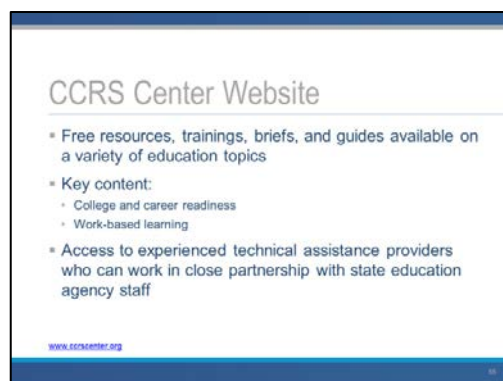 CCRS Center Website
Free resources, trainings, briefs, and guides available on
a variety of education topics
Key content:
College and career readiness
Work-based learning
Access to experienced technical assistance providers
who can work in close partnership with state education
agency staff
www.ccrscenter.org